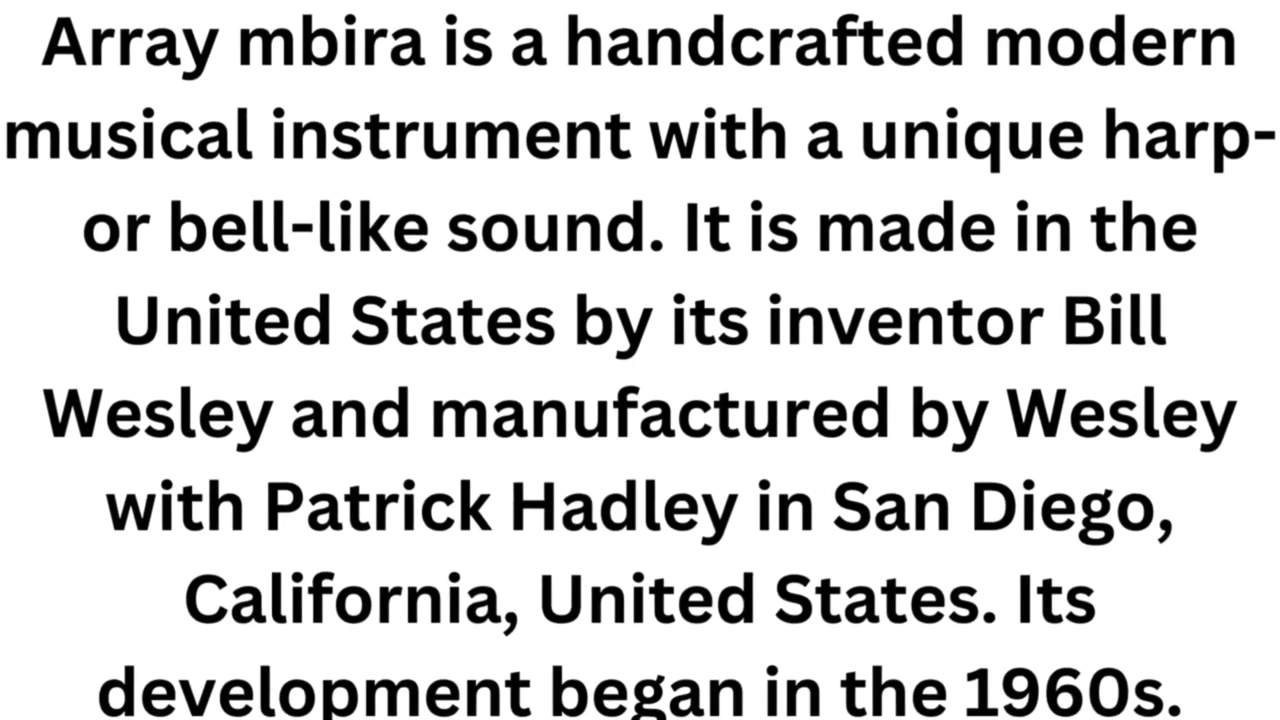 Array mbira is a handcrafted modern
musical instrument with a unique harp-
or bell-like sound. It is made in the
United States by its inventor Bill
Wesley and manufactured by Wesley
with Patrick Hadley in San Diego,
California, United States. Its
development began in the 1960s.